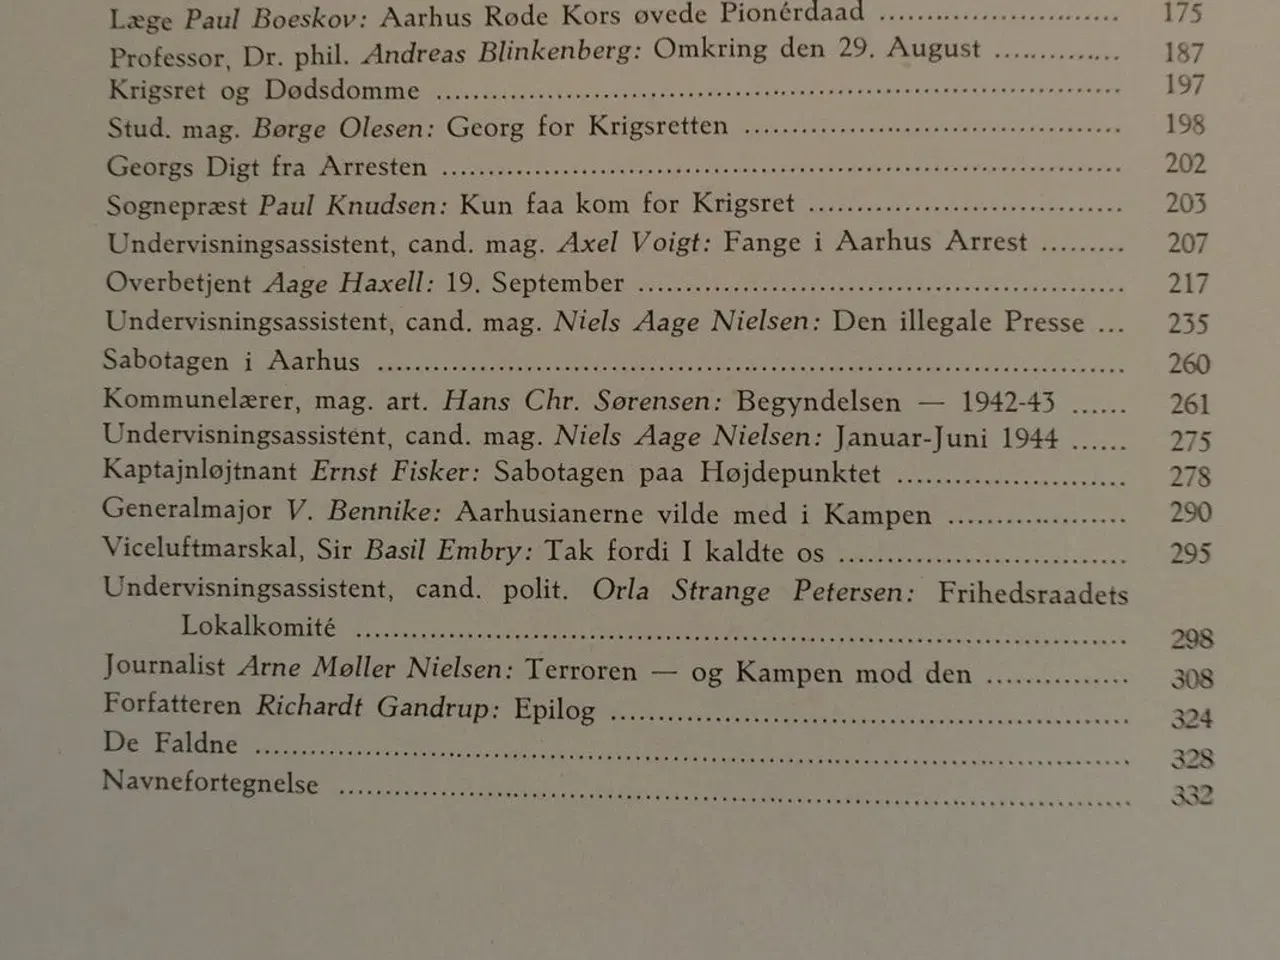 Læge Paul Boeskov: Aarhus Røde Kors øvede Pionérdaad ........................ 175
Professor, Dr. phil. Andreas Blinkenberg: Omkring den 29. August ............. 187
Krigsret og Dødsdomme ........................ 197
Stud. mag. Børge Olesen: Georg for Krigsretten ........................ 198
Georgs Digt fra Arresten ........................ 202
Sognepræst Paul Knudsen: Kun faa kom for Krigsret ........................ 203
Undervisningsassistent, cand. mag. Axel Voigt: Fange i Aarhus Arrest ......... 207
Overbetjent Aage Haxell: 19. September ........................ 217
Undervisningsassistent, cand. mag. Niels Aage Nielsen: Den illegale Presse ... 235
Sabotagen i Aarhus ........................ 260
Kommunelærer, mag. art. Hans Chr. Sørensen: Begyndelsen — 1942-43 ...... 261
Undervisningsassistent, cand. mag. Niels Aage Nielsen: Januar-Juni 1944 ...... 275
Kaptajnløjtnant Ernst Fisker: Sabotagen paa Højdepunktet ........................ 278
Generalmajor V. Bennike: Aarhusianerne vilde med i Kampen .................... 290
Viceluftmarskal, Sir Basil Embry: Tak fordi I kaldte os ........................ 295
Undervisningsassistent, cand. polit. Orla Strange Petersen: Frihedsraadets
Lokalkomité ........................ 298
Journalist Arne Møller Nielsen: Terroren — og Kampen mod den ............... 308
Forfatteren Richardt Gandrup: Epilog ........................ 324
De Faldne ........................ 328
Navnefortegnelse ........................ 332